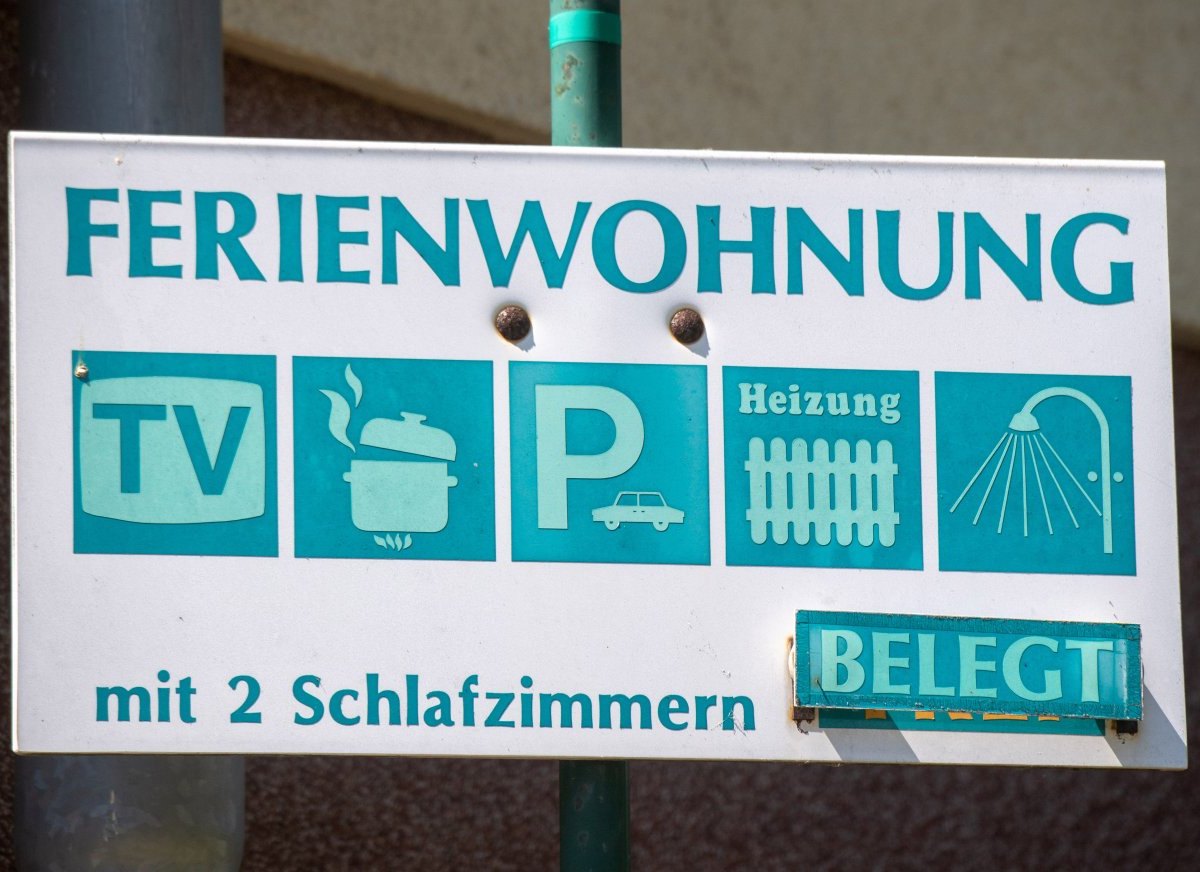 FERIENWOHNUNG
TV
P
Heizung
mit 2 Schlafzimmern
BELEGT